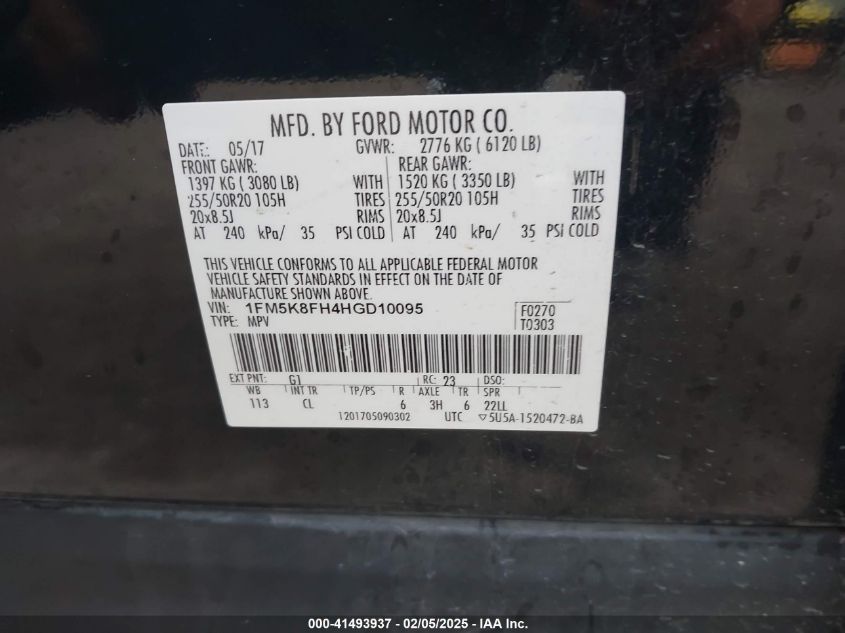 MFD. BY FORD MOTOR CO.
DATE: 05/17 GVWR: 2776 KG ( 6120 LB)
FRONT GAWR: REAR GAWR:
1397 KG ( 3080 LB) WITH 1520 KG ( 3350 LB) WITH
255/50R20 105H TIRES 255/50R20 105H TIRES
20x8.5J RIMS 20x8.5J RIMS
AT 240 kPa/ 35 PSI COLD AT 240 kPa/ 35 PSI COLD
THIS VEHICLE CONFORMS TO ALL APPLICABLE FEDERAL MOTOR
VEHICLE SAFETY STANDARDS IN EFFECT ON THE DATE OF
MANUFACTURE SHOWN ABOVE.
VIN: 1FM5K8FH4HGD10095 F0270
TYPE: MPV T0303
EXT PNT: G1 RC: 23 DSO:
WB INT TR TP/PS R AXLE TR SPR
113 CL 6 3H 6 22LL
1201705090302 UTC ▽5U5A-1520472-BA
000-41493937 - 02/05/2025 - IAA Inc.